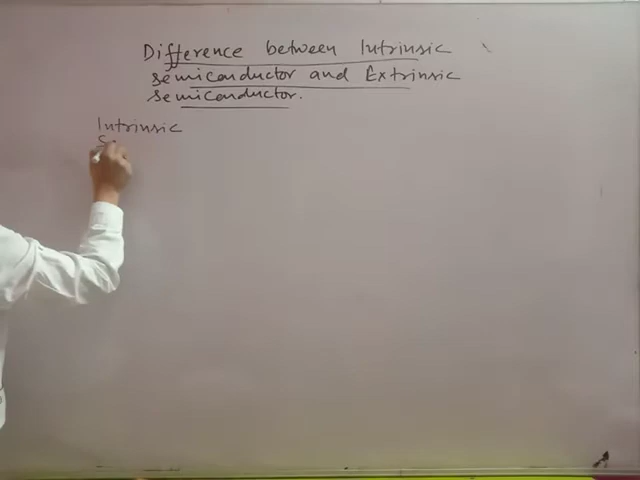 Difference between Intrinsic
semiconductor and Extrinsic
semiconductor.
Intrinsic
S